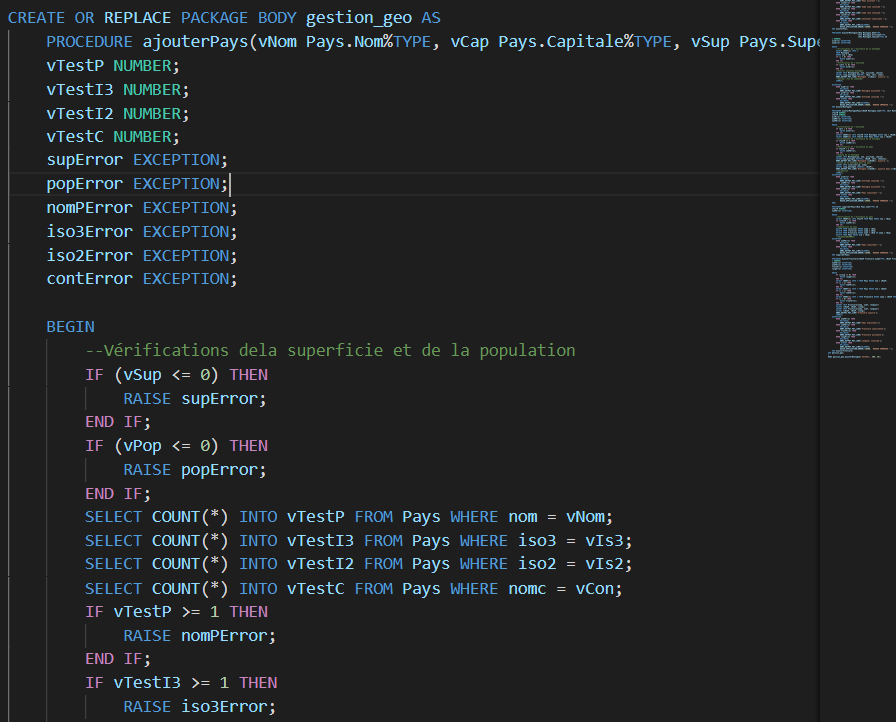 CREATE OR REPLACE PACKAGE BODY gestion_geo AS
PROCEDURE ajouterPays(vNom Pays.Nom%TYPE, vCap Pays.Capitale%TYPE, vSup Pays.Supe
vTestP NUMBER;
vTestI3 NUMBER;
vTestI2 NUMBER;
vTestC NUMBER;
supError EXCEPTION;
popError EXCEPTION;
nomPError EXCEPTION;
iso3Error EXCEPTION;
iso2Error EXCEPTION;
contError EXCEPTION;
BEGIN
--Vérifications dela superficie et de la population
IF (vSup <= 0) THEN
RAISE supError;
END IF;
IF (vPop <= 0) THEN
RAISE popError;
END IF;
SELECT COUNT(*) INTO vTestP FROM Pays WHERE nom = vNom;
SELECT COUNT(*) INTO vTestI3 FROM Pays WHERE iso3 = vIs3;
SELECT COUNT(*) INTO vTestI2 FROM Pays WHERE iso2 = vIs2;
SELECT COUNT(*) INTO vTestC FROM Pays WHERE nomc = vCon;
IF vTestP >= 1 THEN
RAISE nomPError;
END IF;
IF vTestI3 >= 1 THEN
RAISE iso3Error;